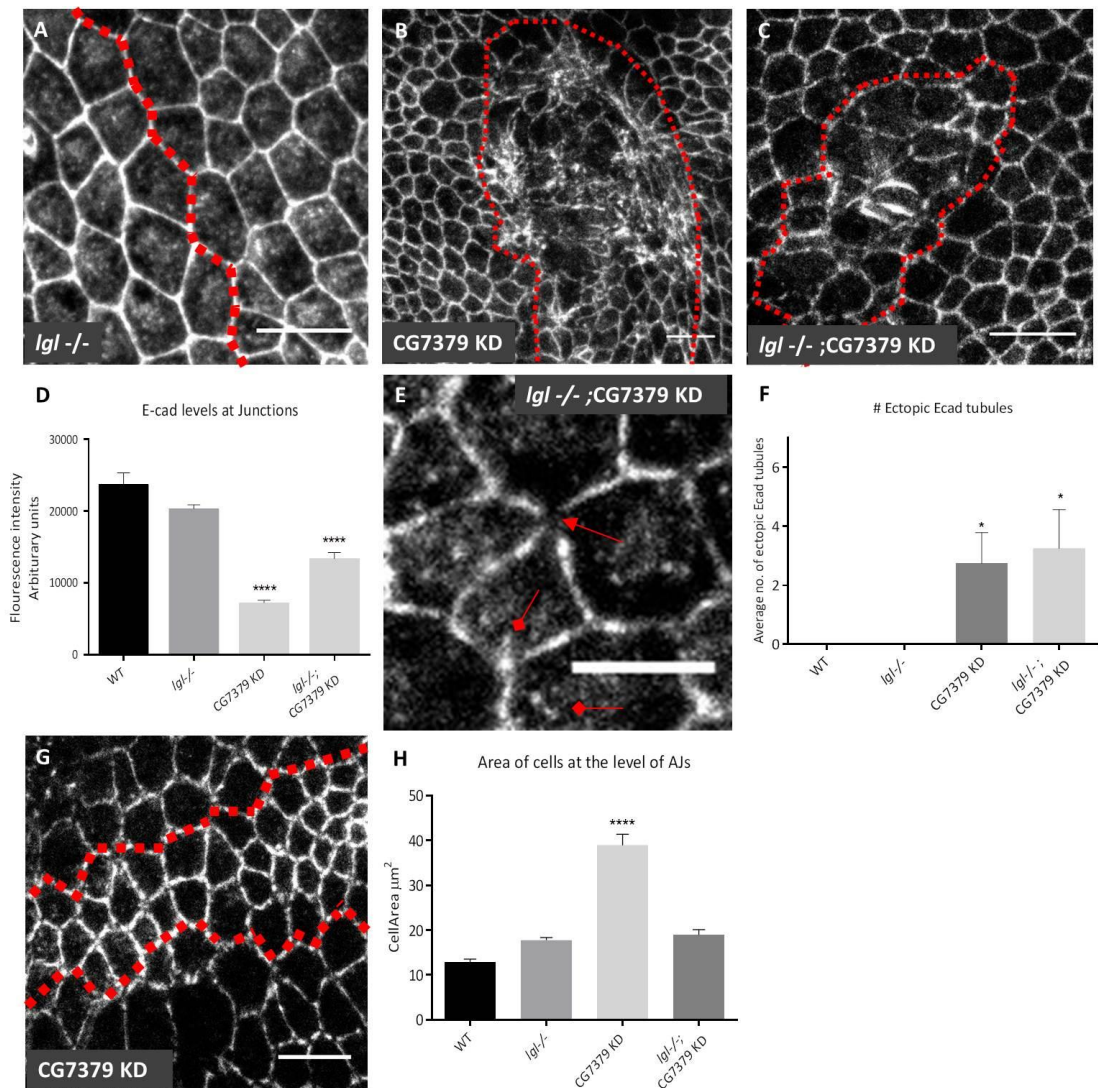 A
lgl -/-
B
CG7379 KD
C
lgl -/- ;CG7379 KD
D
E-cad levels at Junctions
Flourescence intensity
Arbiturary units
30000
20000
10000
0
WT
lgl-/-
CG7379 KD
lgl-/-;
CG7379 KD
****
****
E
lgl -/- ;CG7379 KD
F
# Ectopic Ecad tubules
Average no. of ectopic Ecad tubules
6
4
2
0
*
*
WT
lgl-/-
CG7379 KD
lgl-/- ;
CG7379 KD
G
CG7379 KD
H
Area of cells at the level of AJs
CellArea µm²
50
40
30
20
10
0
****
WT
lgl-/-
CG7379 KD
lgl-/-;
CG7379 KD